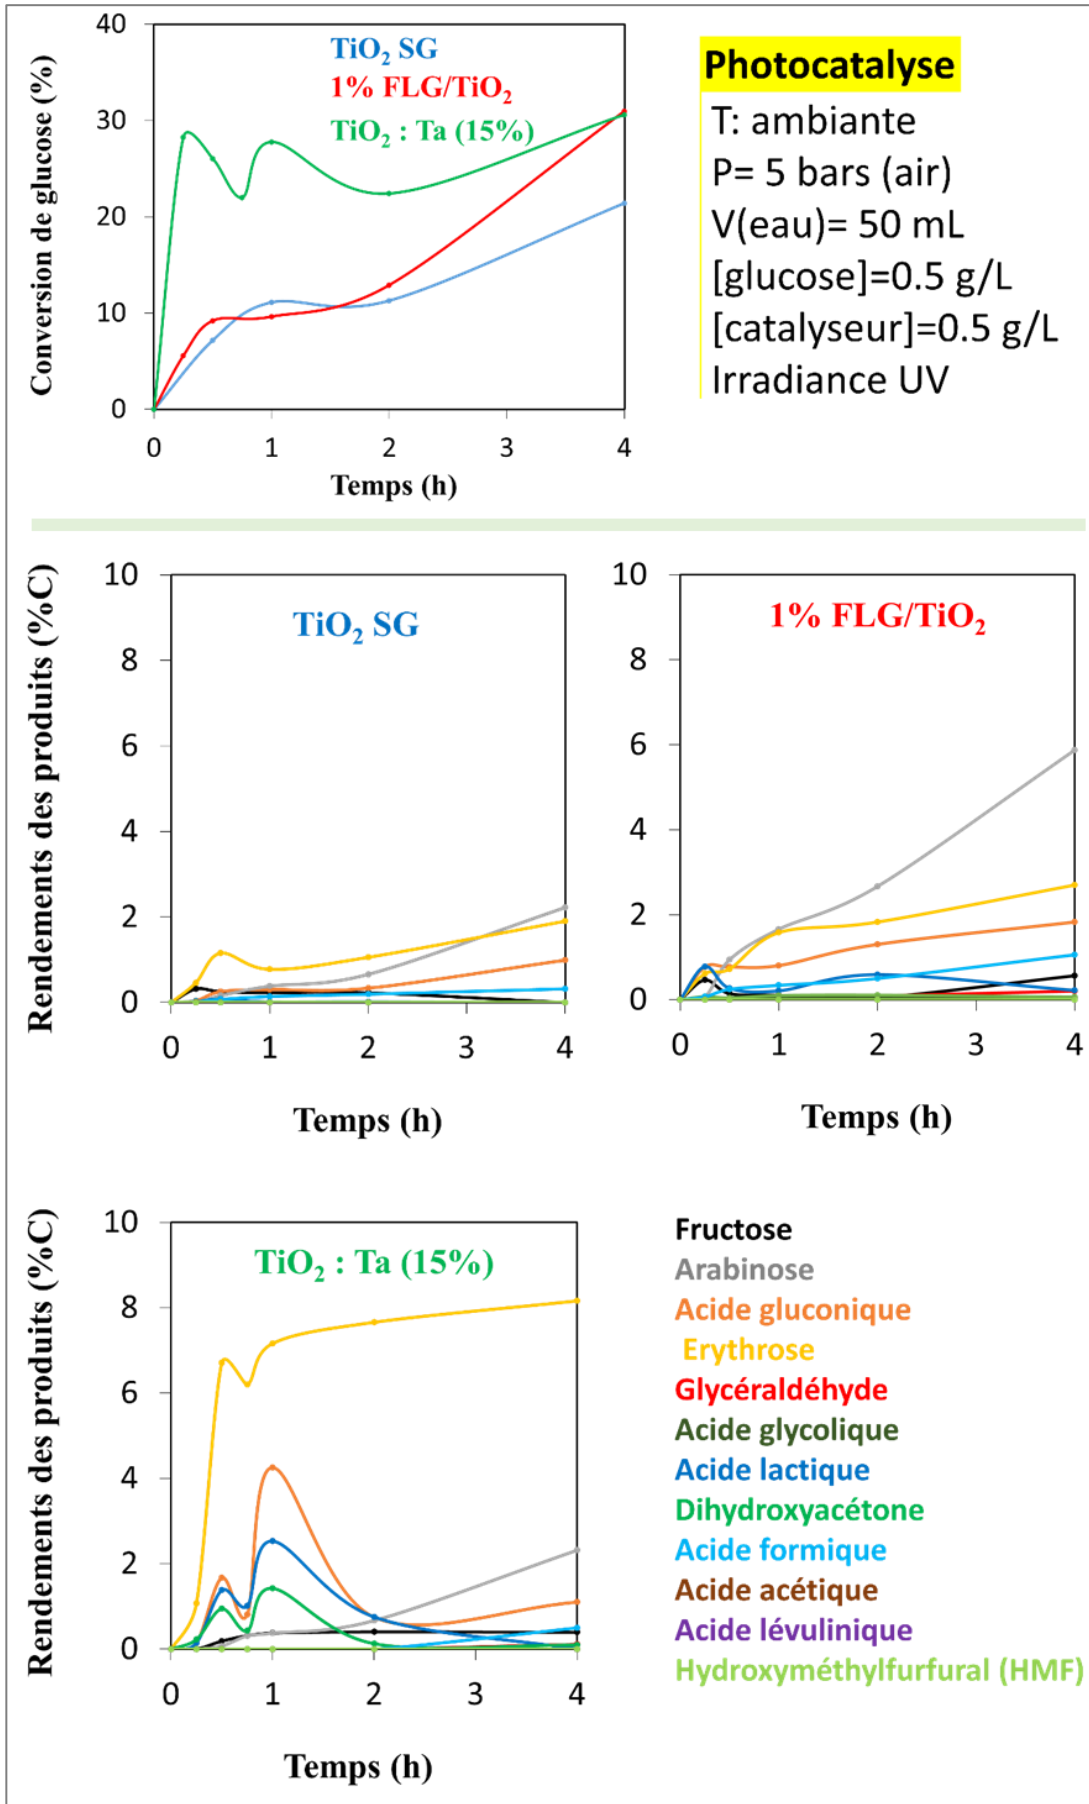 40
30
20
10
0
Conversion de glucose (%)
TiO₂ SG
1% FLG/TiO₂
TiO₂ : Ta (15%)
0 1 2 3 4
Temps (h)
Photocatalyse
T: ambiante
P= 5 bars (air)
V(eau)= 50 mL
[glucose]=0.5 g/L
[catalyseur]=0.5 g/L
Irradiance UV
Rendements des produits (%C)
10
8
6
4
2
0
TiO₂ SG
0 1 2 3 4
Temps (h)
10
8
6
4
2
0
1% FLG/TiO₂
0 1 2 3 4
Temps (h)
Rendements des produits (%C)
10
8
6
4
2
0
TiO₂ : Ta (15%)
0 1 2 3 4
Temps (h)
Fructose
Arabinose
Acide gluconique
Erythrose
Glycéraldéhyde
Acide glycolique
Acide lactique
Dihydroxyacétone
Acide formique
Acide acétique
Acide lévulinique
Hydroxyméthylfurfural (HMF)